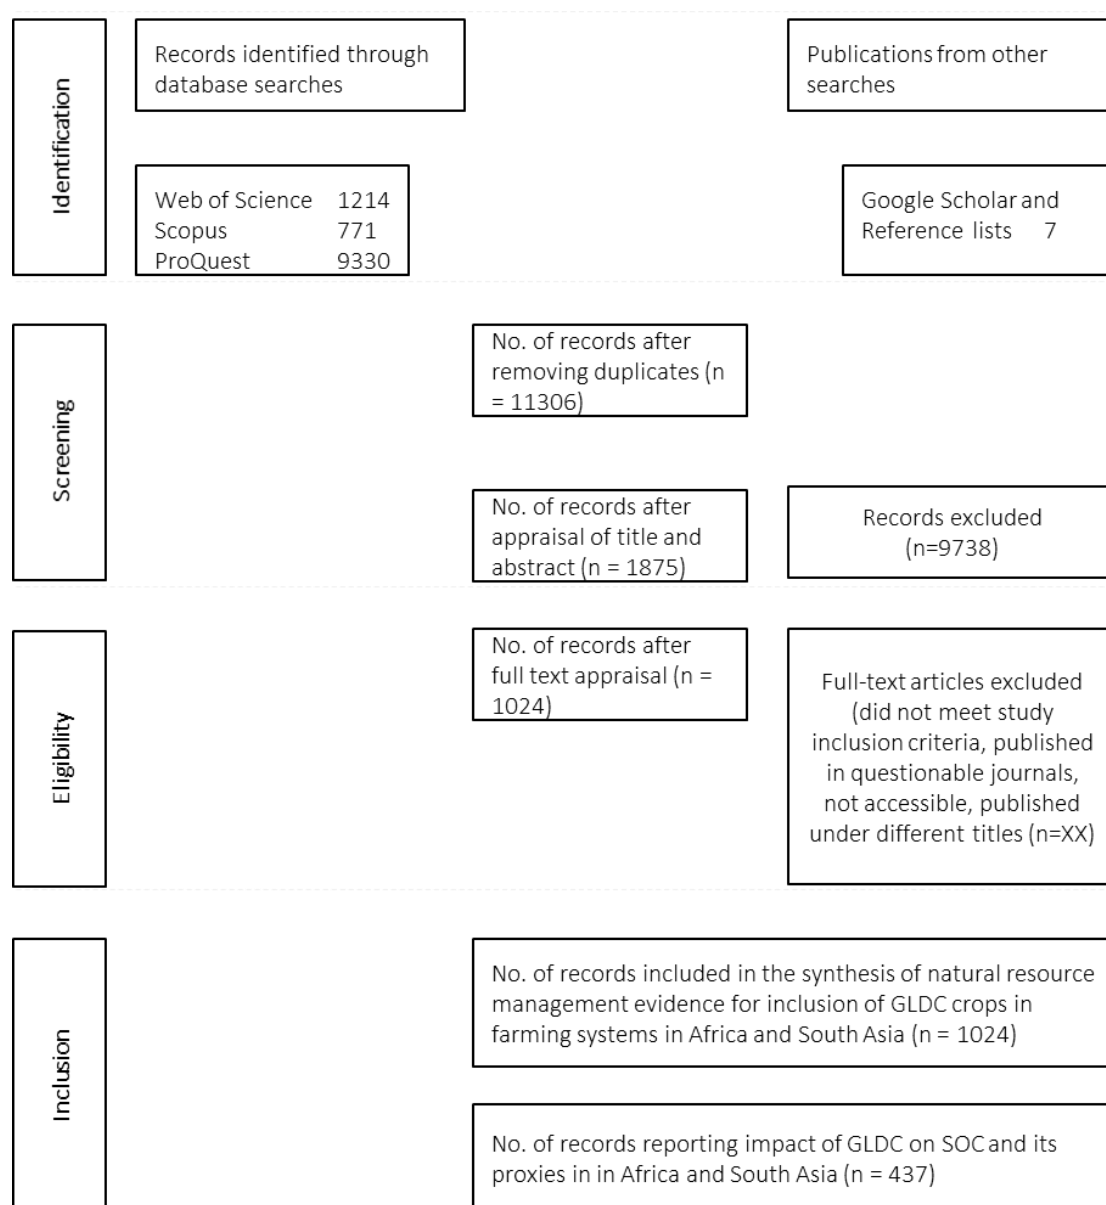 Identification
Records identified through
database searches
Publications from other
searches
Web of Science 1214
Scopus 771
ProQuest 9330
Google Scholar and
Reference lists 7
Screening
No. of records after
removing duplicates (n
= 11306)
No. of records after
appraisal of title and
abstract (n = 1875)
Records excluded
(n=9738)
Eligibility
No. of records after
full text appraisal (n =
1024)
Full-text articles excluded
(did not meet study
inclusion criteria, published
in questionable journals,
not accessible, published
under different titles (n=XX)
Inclusion
No. of records included in the synthesis of natural resource
management evidence for inclusion of GLDC crops in
farming systems in Africa and South Asia (n = 1024)
No. of records reporting impact of GLDC on SOC and its
proxies in in Africa and South Asia (n = 437)